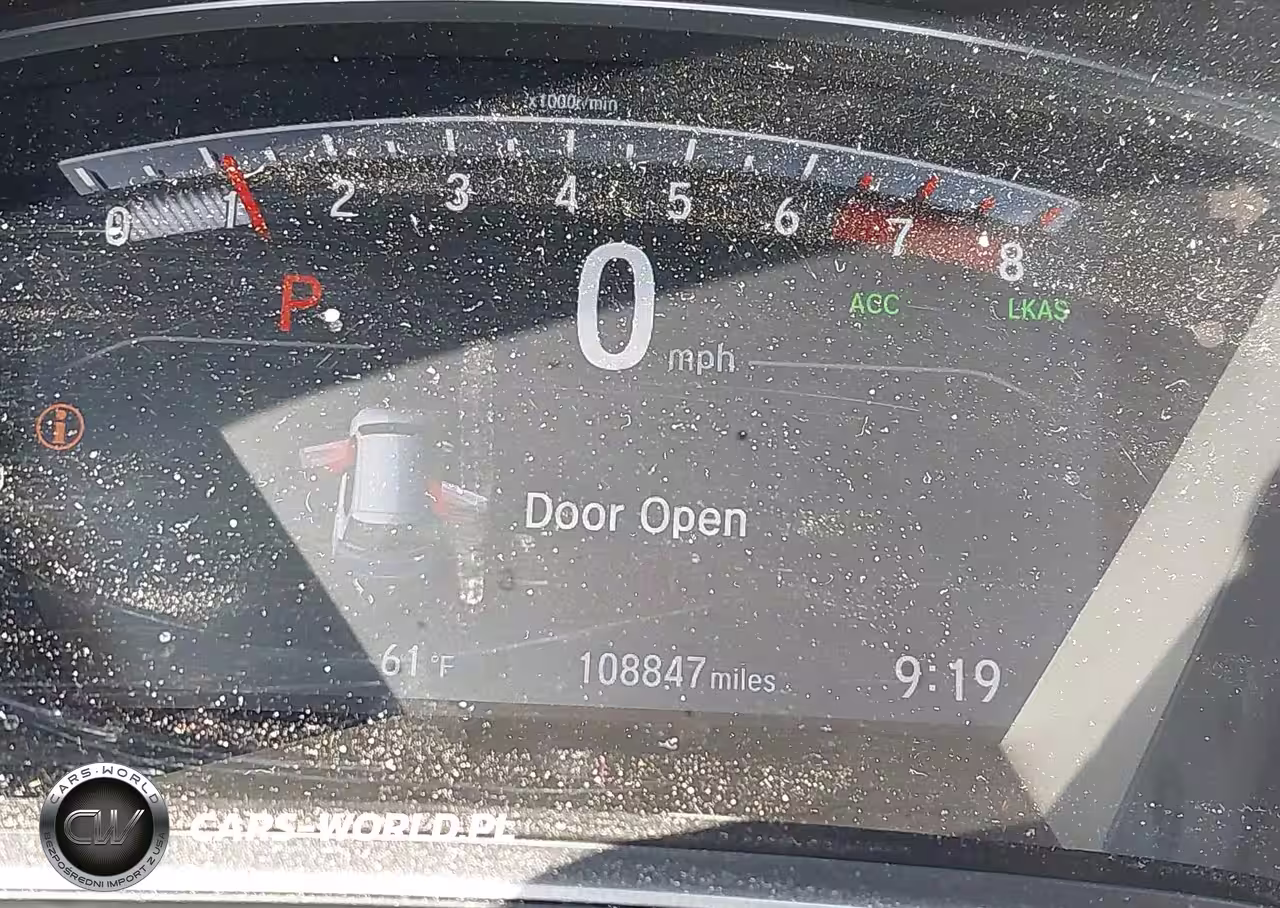 x1000r/min
0 1 2 3 4 5 6 7 8
P
0 mph
ACC
LKAS
i
Door Open
61 °F
108847 miles
9:19
CARS-WORLD
CW
BEZPOŚREDNI IMPORT Z USA
CARS-WORLD.PL